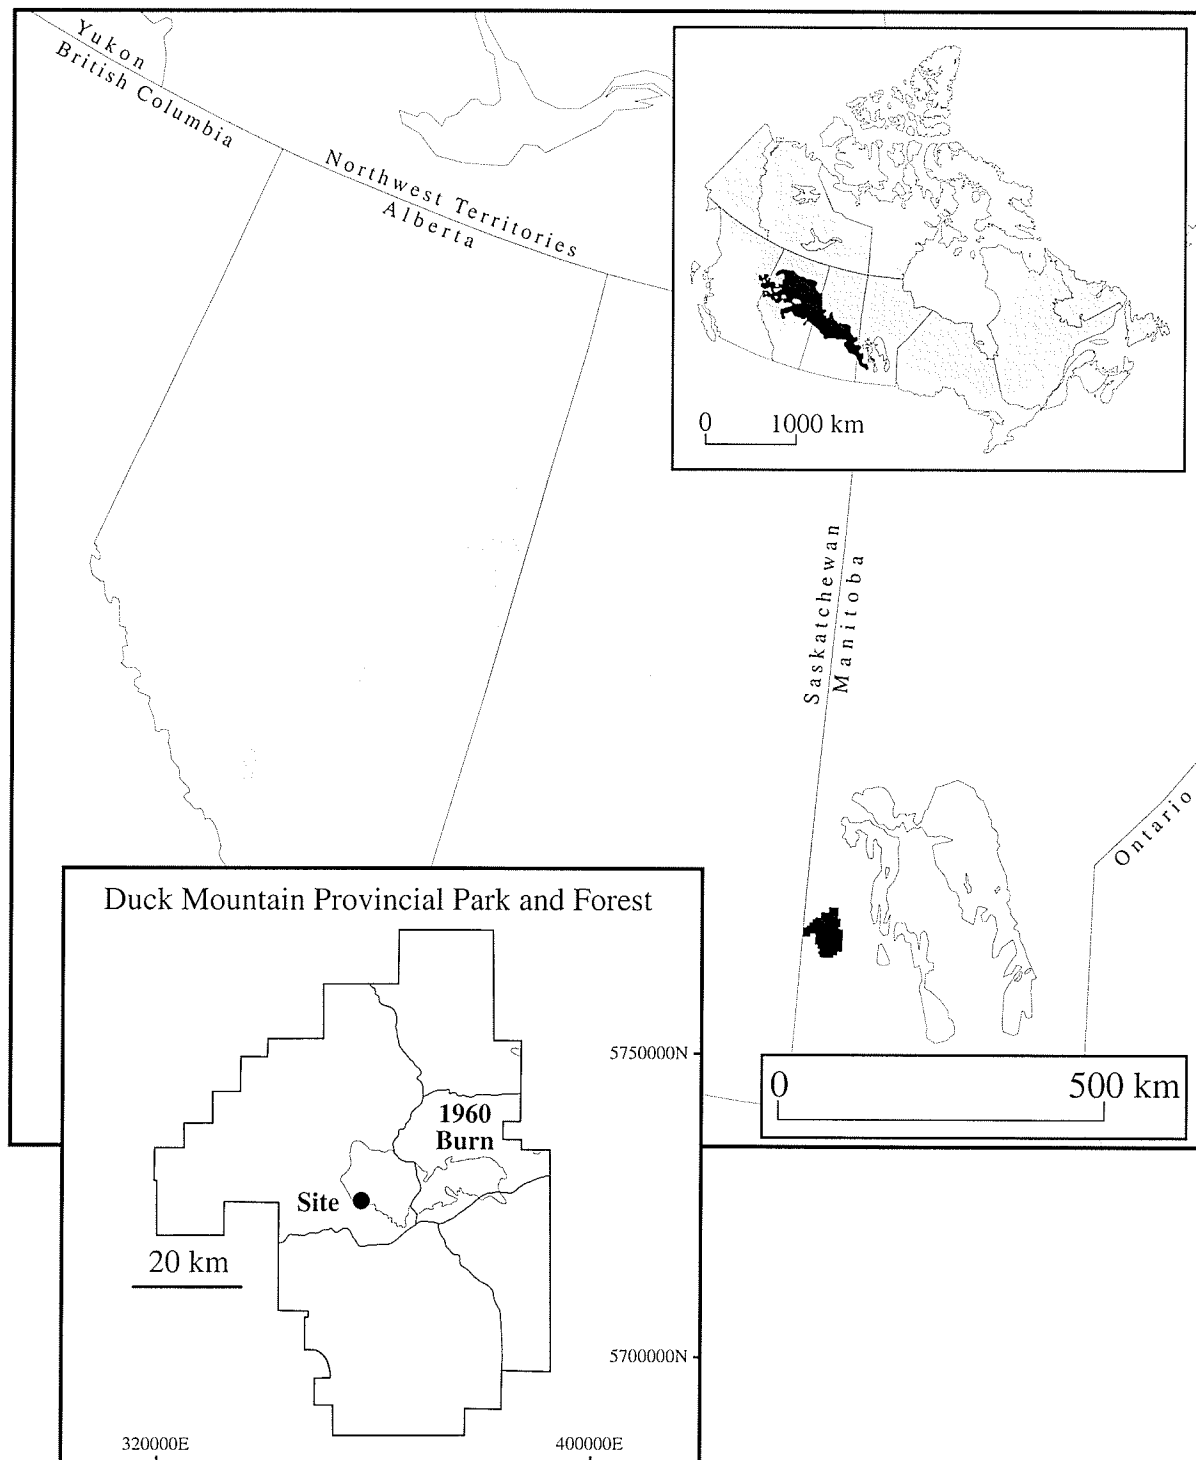 Yukon
British Columbia
Northwest Territories
Alberta
0 1000 km
Saskatchewan
Manitoba
Ontario
Duck Mountain Provincial Park and Forest
5750000N
0 500 km
1960
Burn
Site
20 km
5700000N
320000E 400000E